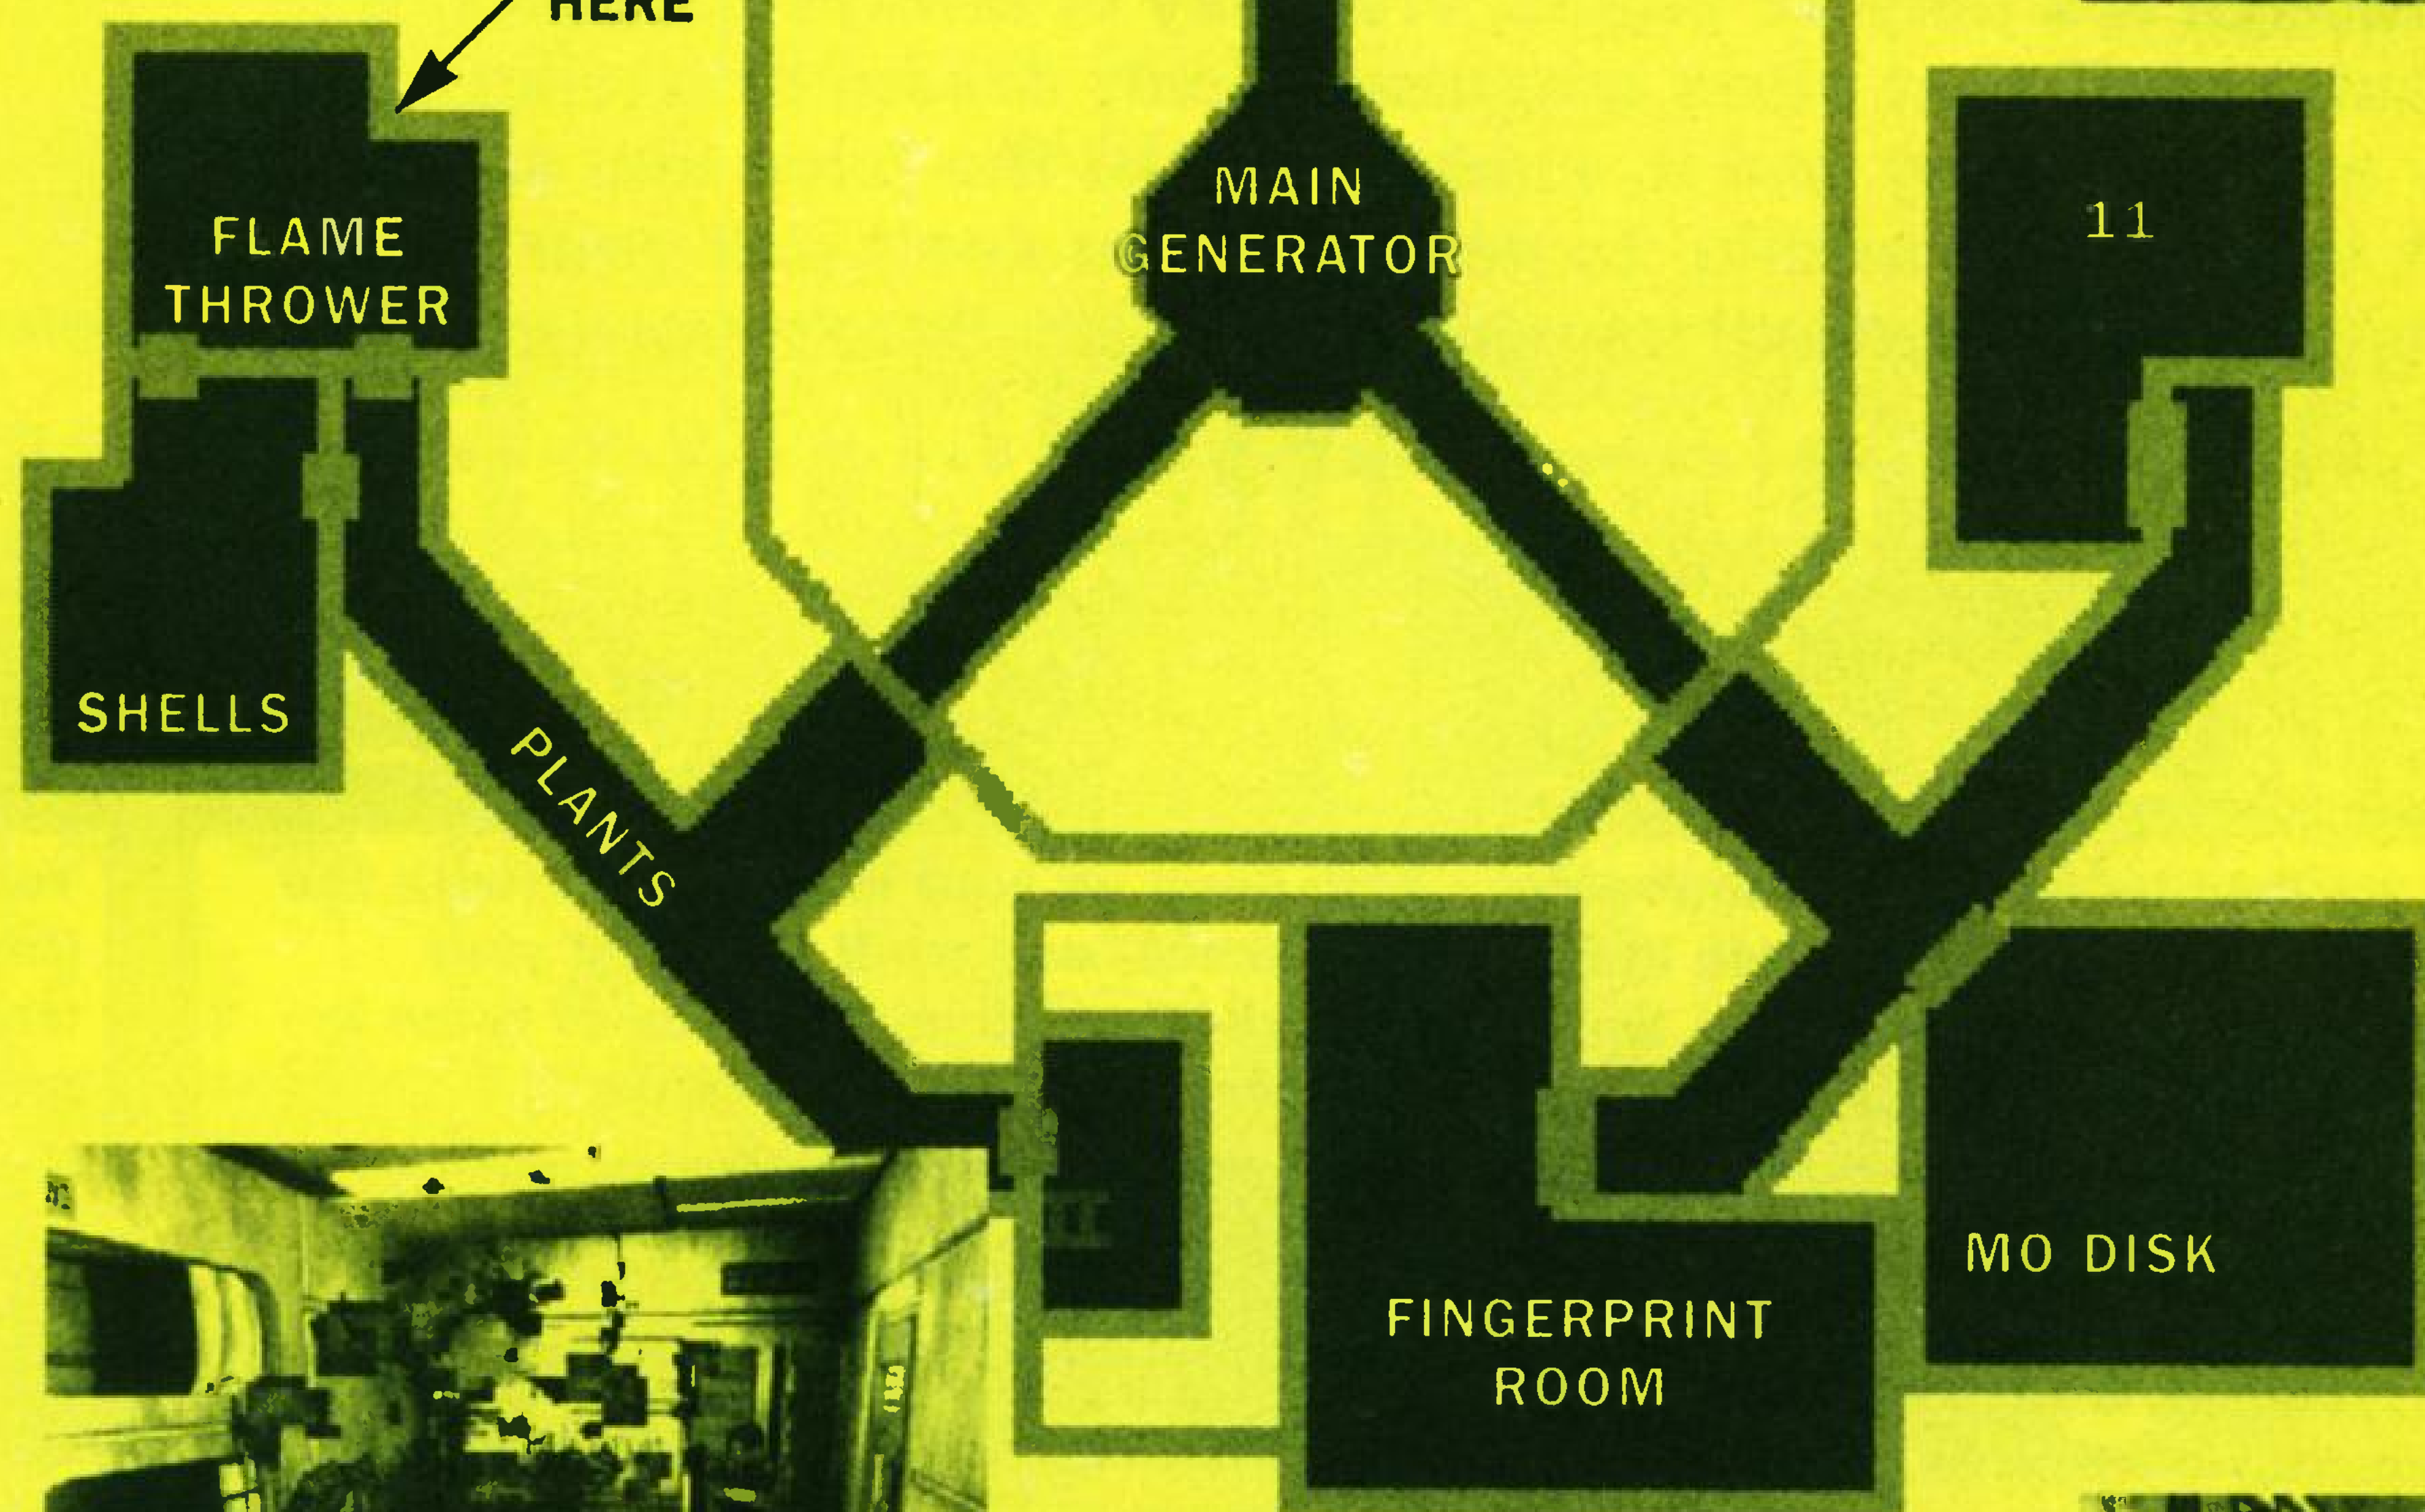 HERE
MAIN
GENERATOR
11
FLAME
THROWER
SHELLS
PLANTS
MO DISK
FINGERPRINT
ROOM